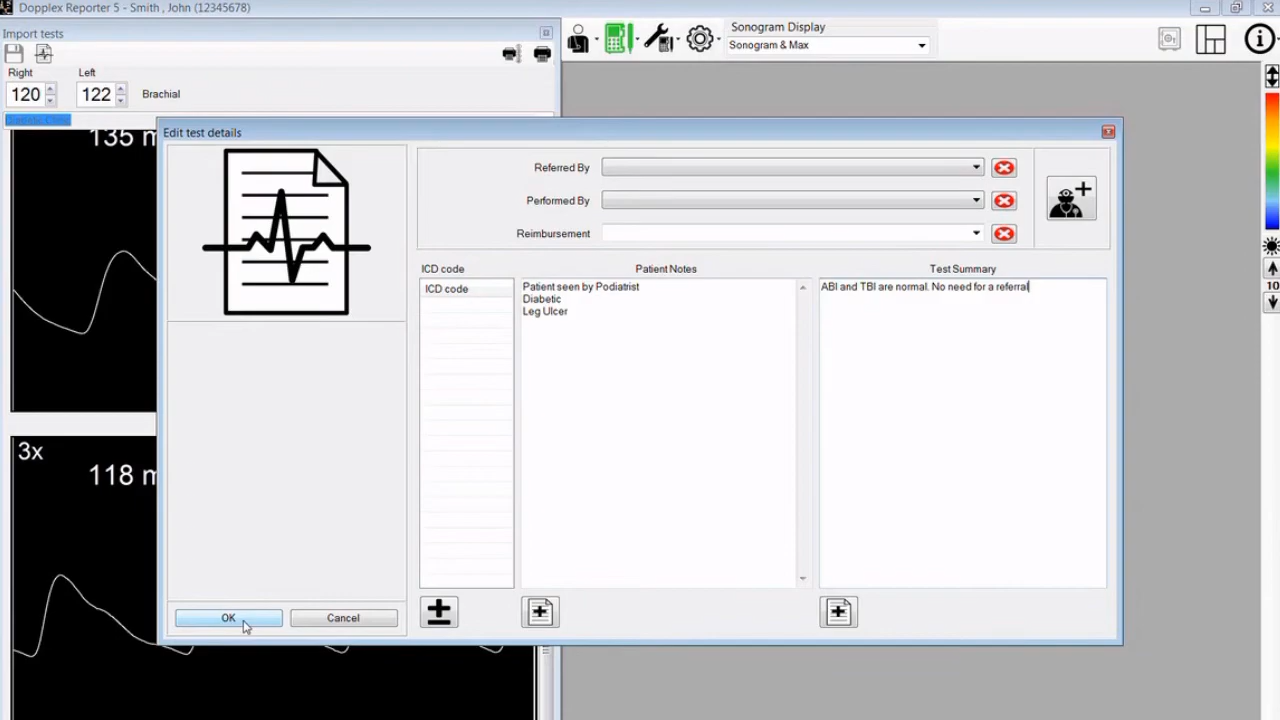 Dopplex Reporter 5 - Smith , John (12345678)
Import tests
Right
Left
120
122
Brachial
Sonogram Display
Sonogram & Max
135 m
3x
118 m
Edit test details
Referred By
Performed By
Reimbursement
ICD code
Patient Notes
Test Summary
ICD code
Patient seen by Podiatrist
Diabetic
Leg Ulcer
ABI and TBI are normal. No need for a referral
OK
Cancel
10